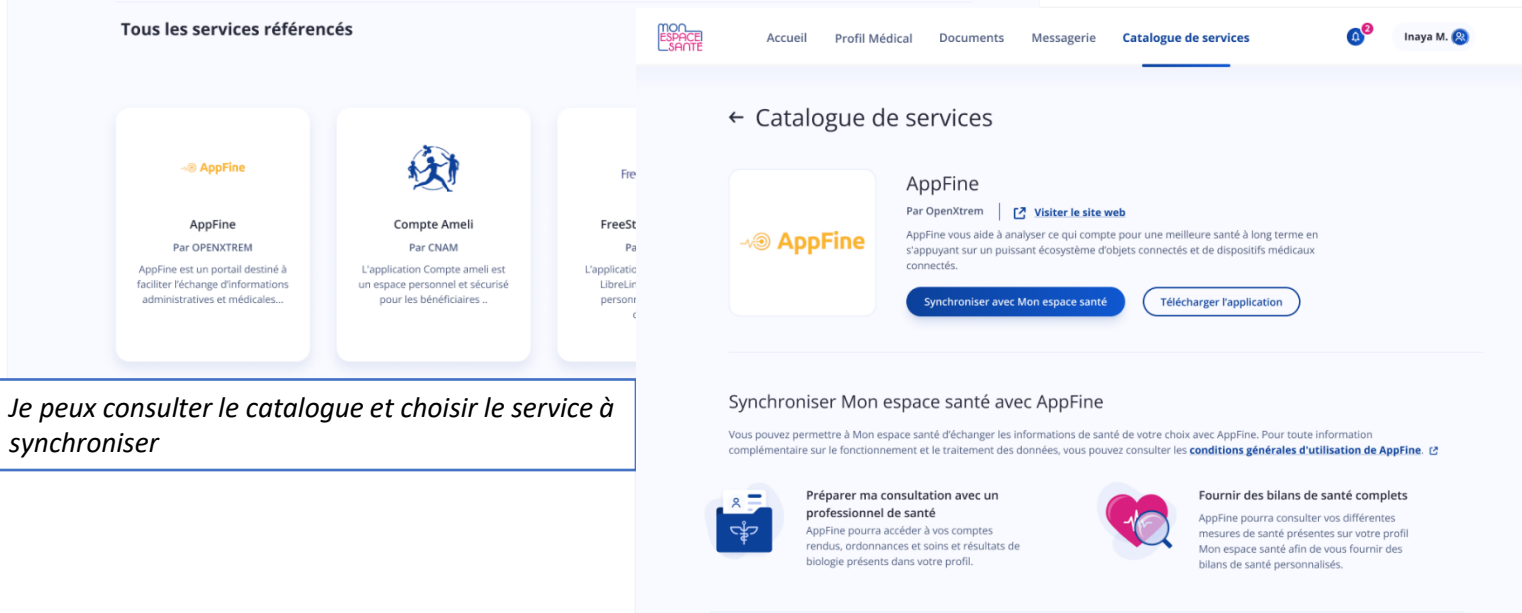 Tous les services référencés
AppFine
AppFine
Par OPENXTREM
AppFine est un portail destiné à
faciliter l'échange d'informations
administratives et médicales...
Compte Ameli
Par CNAM
L'application Compte ameli est
un espace personnel et sécurisé
pour les bénéficiaires ..
Fre
FreeSt
Pa
L'applicatio
LibreLin
personn
Je peux consulter le catalogue et choisir le service à
synchroniser
MON
ESPACE
SANTÉ
Accueil
Profil Médical
Documents
Messagerie
Catalogue de services
2
Inaya M.
← Catalogue de services
AppFine
AppFine
Par OpenXtrem
Visiter le site web
AppFine vous aide à analyser ce qui compte pour une meilleure santé à long terme en
s'appuyant sur un puissant écosystème d'objets connectés et de dispositifs médicaux
connectés.
Synchroniser avec Mon espace santé
Télécharger l'application
Synchroniser Mon espace santé avec AppFine
Vous pouvez permettre à Mon espace santé d'échanger les informations de santé de votre choix avec AppFine. Pour toute information
complémentaire sur le fonctionnement et le traitement des données, vous pouvez consulter les conditions générales d'utilisation de AppFine.
Préparer ma consultation avec un
professionnel de santé
AppFine pourra accéder à vos comptes
rendus, ordonnances et soins et résultats de
biologie présents dans votre profil.
Fournir des bilans de santé complets
AppFine pourra consulter vos différentes
mesures de santé présentes sur votre profil
Mon espace santé afin de vous fournir des
bilans de santé personnalisés.